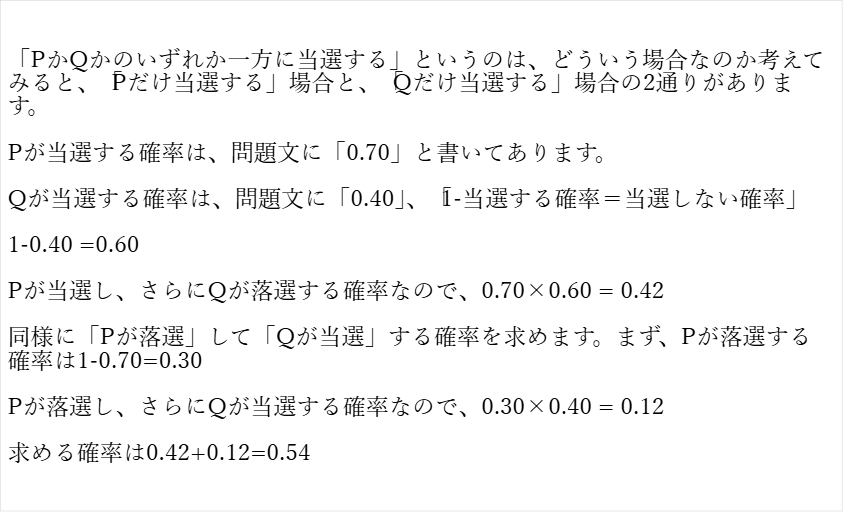 「PかQかのいずれか一方に当選する」というのは、どういう場合なのか考えて
みると、「Pだけ当選する」場合と、「Qだけ当選する」場合の2通りがありま
す。
Pが当選する確率は、問題文に「0.70」と書いてあります。
Qが当選する確率は、問題文に「0.40」、「1-当選する確率＝当選しない確率」
1-0.40 =0.60
Pが当選し、さらにQが落選する確率なので、0.70×0.60 = 0.42
同様に「Pが落選」して「Qが当選」する確率を求めます。まず、Pが落選する
確率は1-0.70=0.30
Pが落選し、さらにQが当選する確率なので、0.30×0.40 = 0.12
求める確率は0.42+0.12=0.54